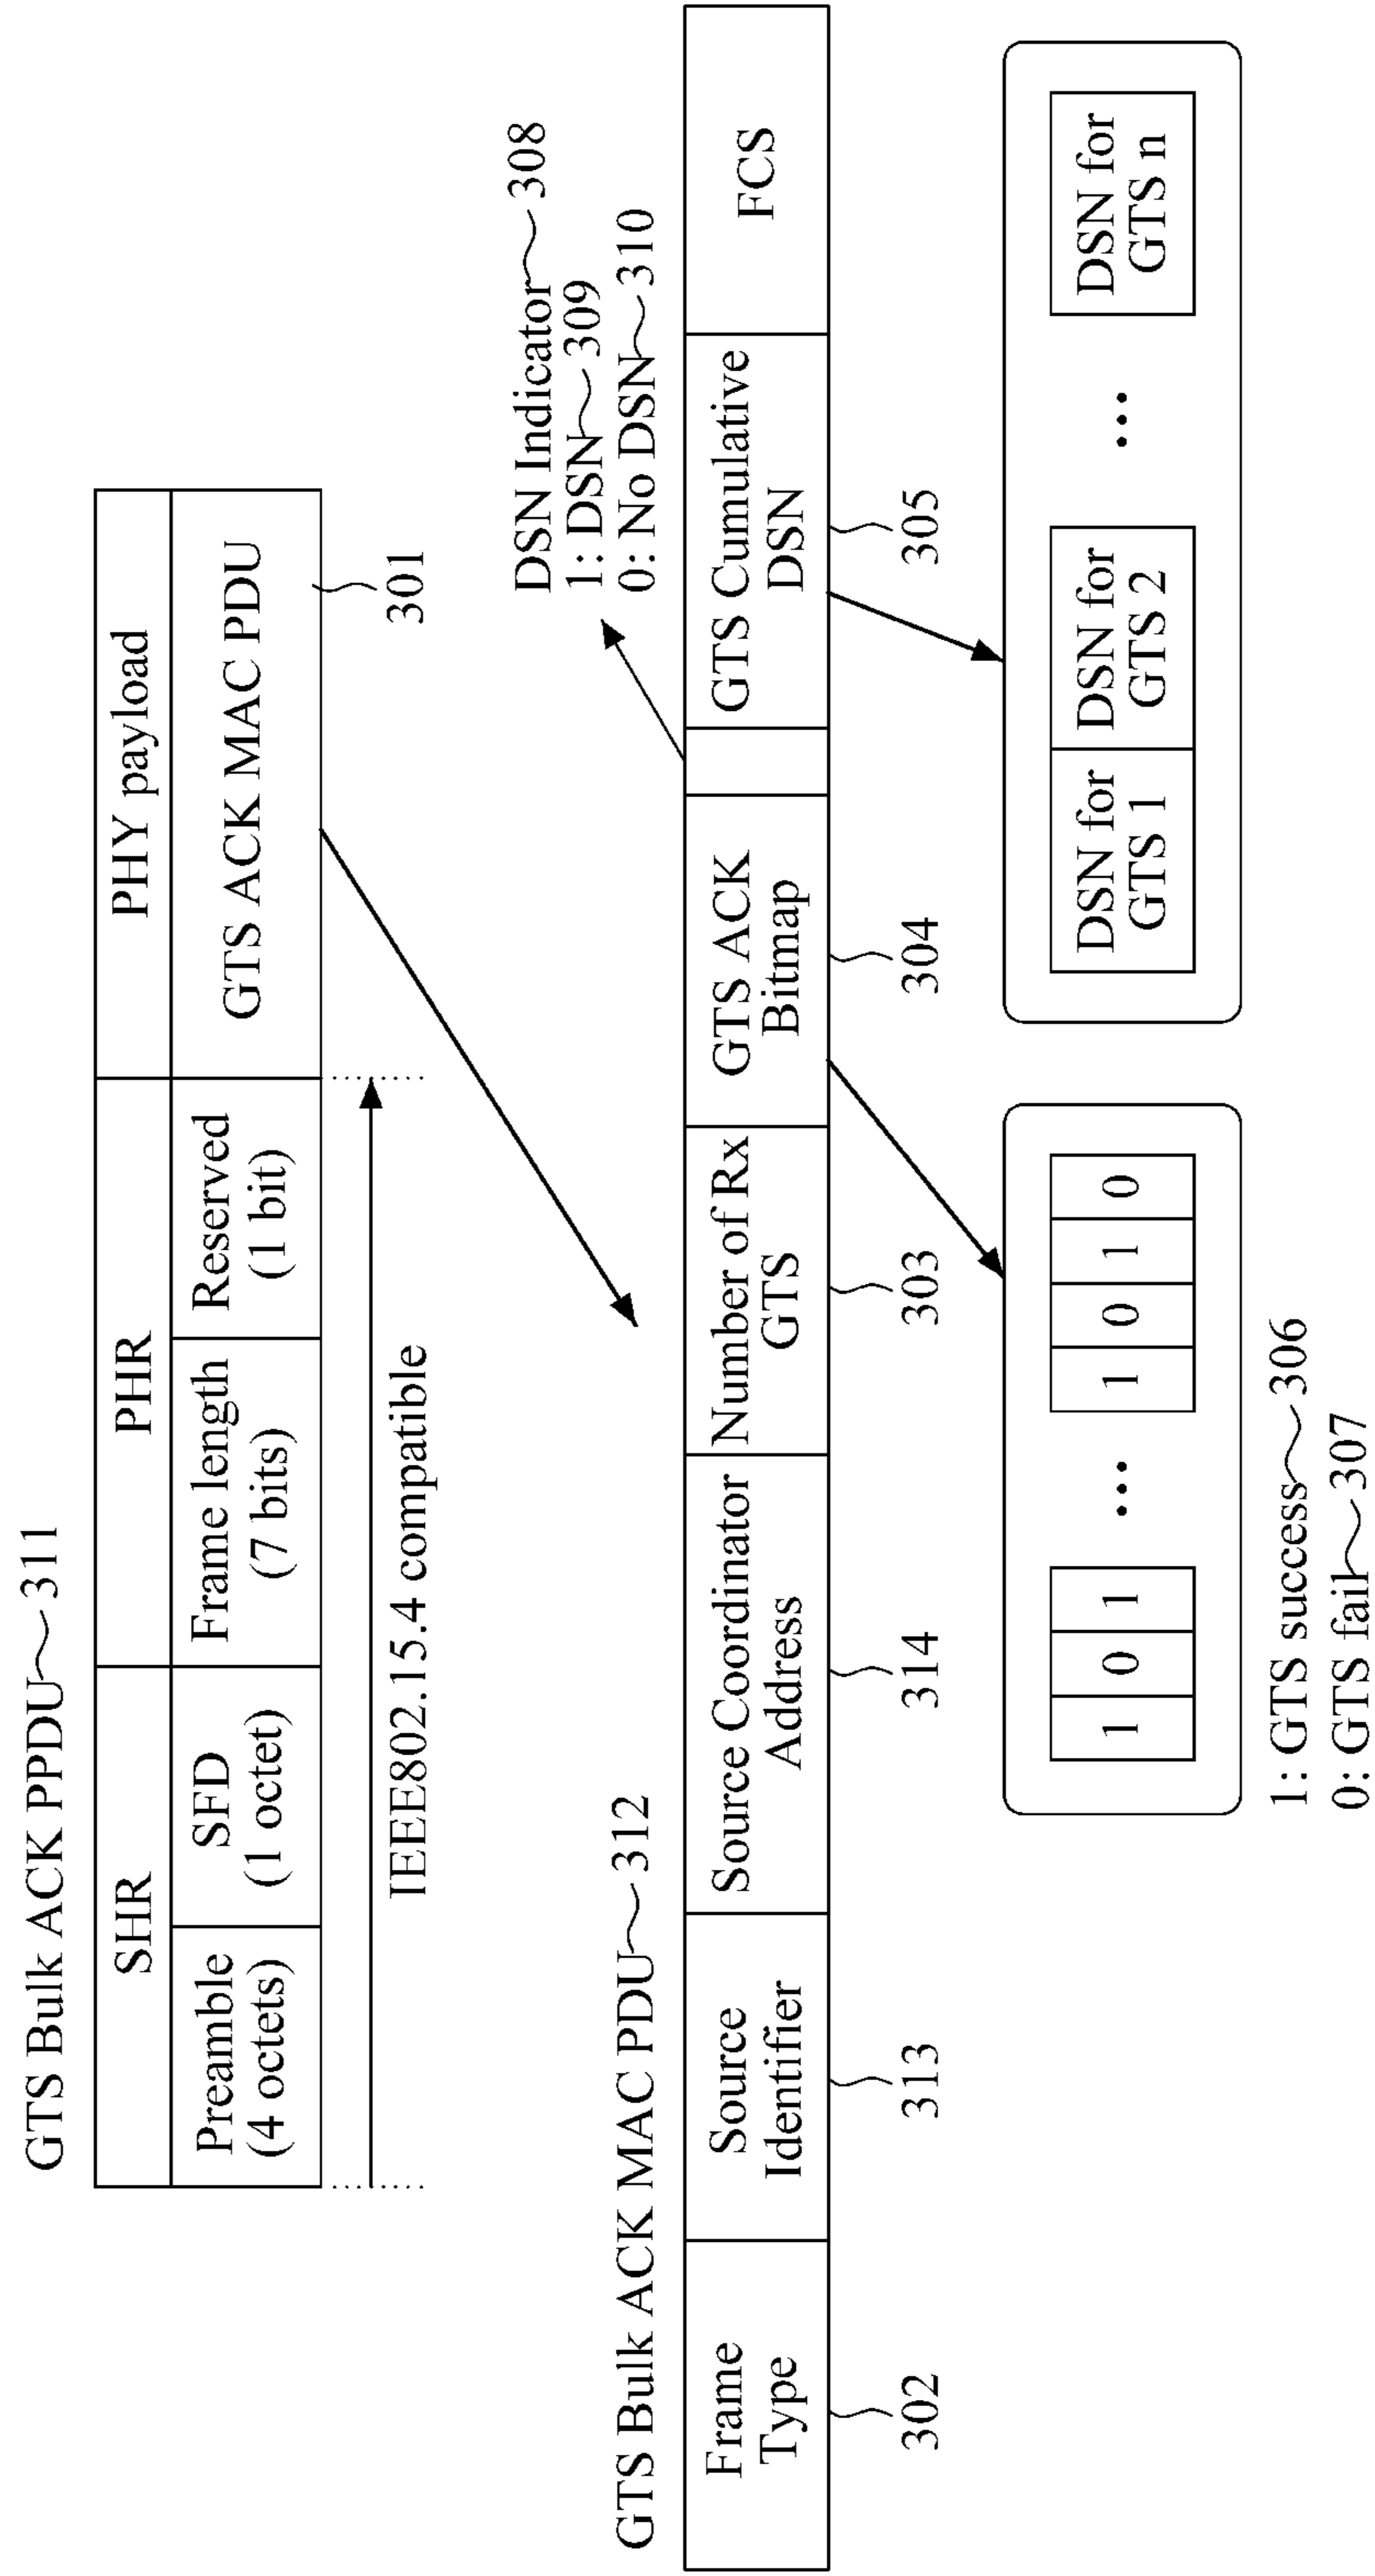 GTS Bulk ACK PPDU 311
SHR
PHR
PHY payload
Preamble
(4 octets)
SFD
(1 octet)
Frame length
(7 bits)
Reserved
(1 bit)
GTS ACK MAC PDU
301
IEEE802.15.4 compatible
DSN Indicator 308
1: DSN 309
0: No DSN 310
GTS Bulk ACK MAC PDU 312
Frame
Type
Source
Identifier
Source Coordinator
Address
Number of Rx
GTS
GTS ACK
Bitmap
GTS Cumulative
DSN
FCS
302
313
314
303
304
305
1 0 1 ... 1 0 1 0
DSN for
GTS 1
DSN for
GTS 2
...
DSN for
GTS n
1: GTS success 306
0: GTS fail 307